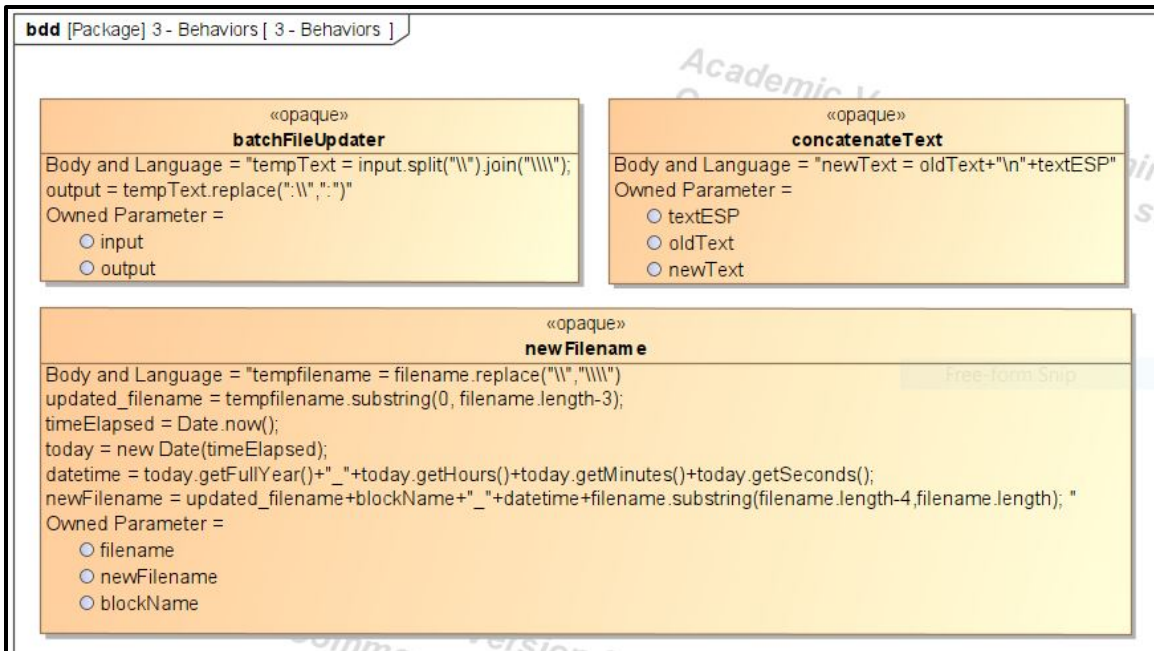 bdd [Package] 3 - Behaviors [ 3 - Behaviors ]
Academic
«opaque»
batchFileUpdater
Body and Language = "tempText = input.split("\\").join("\\\\");
output = tempText.replace(":\\",":")"
Owned Parameter =
input
output
«opaque»
concatenateText
Body and Language = "newText = oldText+"\n"+textESP"
Owned Parameter =
textESP
oldText
newText
«opaque»
newFilename
Body and Language = "tempfilename = filename.replace("\\","\\\\")
updated_filename = tempfilename.substring(0, filename.length-3);
timeElapsed = Date.now();
today = new Date(timeElapsed);
datetime = today.getFullYear()+"_"+today.getHours()+today.getMinutes()+today.getSeconds();
newFilename = updated_filename+blockName+"_"+datetime+filename.substring(filename.length-4,filename.length); "
Owned Parameter =
filename
newFilename
blockName
Free-form Snip